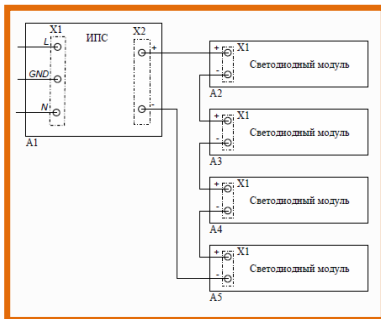 X1 ИПС X2
L
GND
N
+
-
A1
+ X1
Светодиодный модуль
-
A2
+ X1
Светодиодный модуль
-
A3
+ X1
Светодиодный модуль
-
A4
+ X1
Светодиодный модуль
-
A5